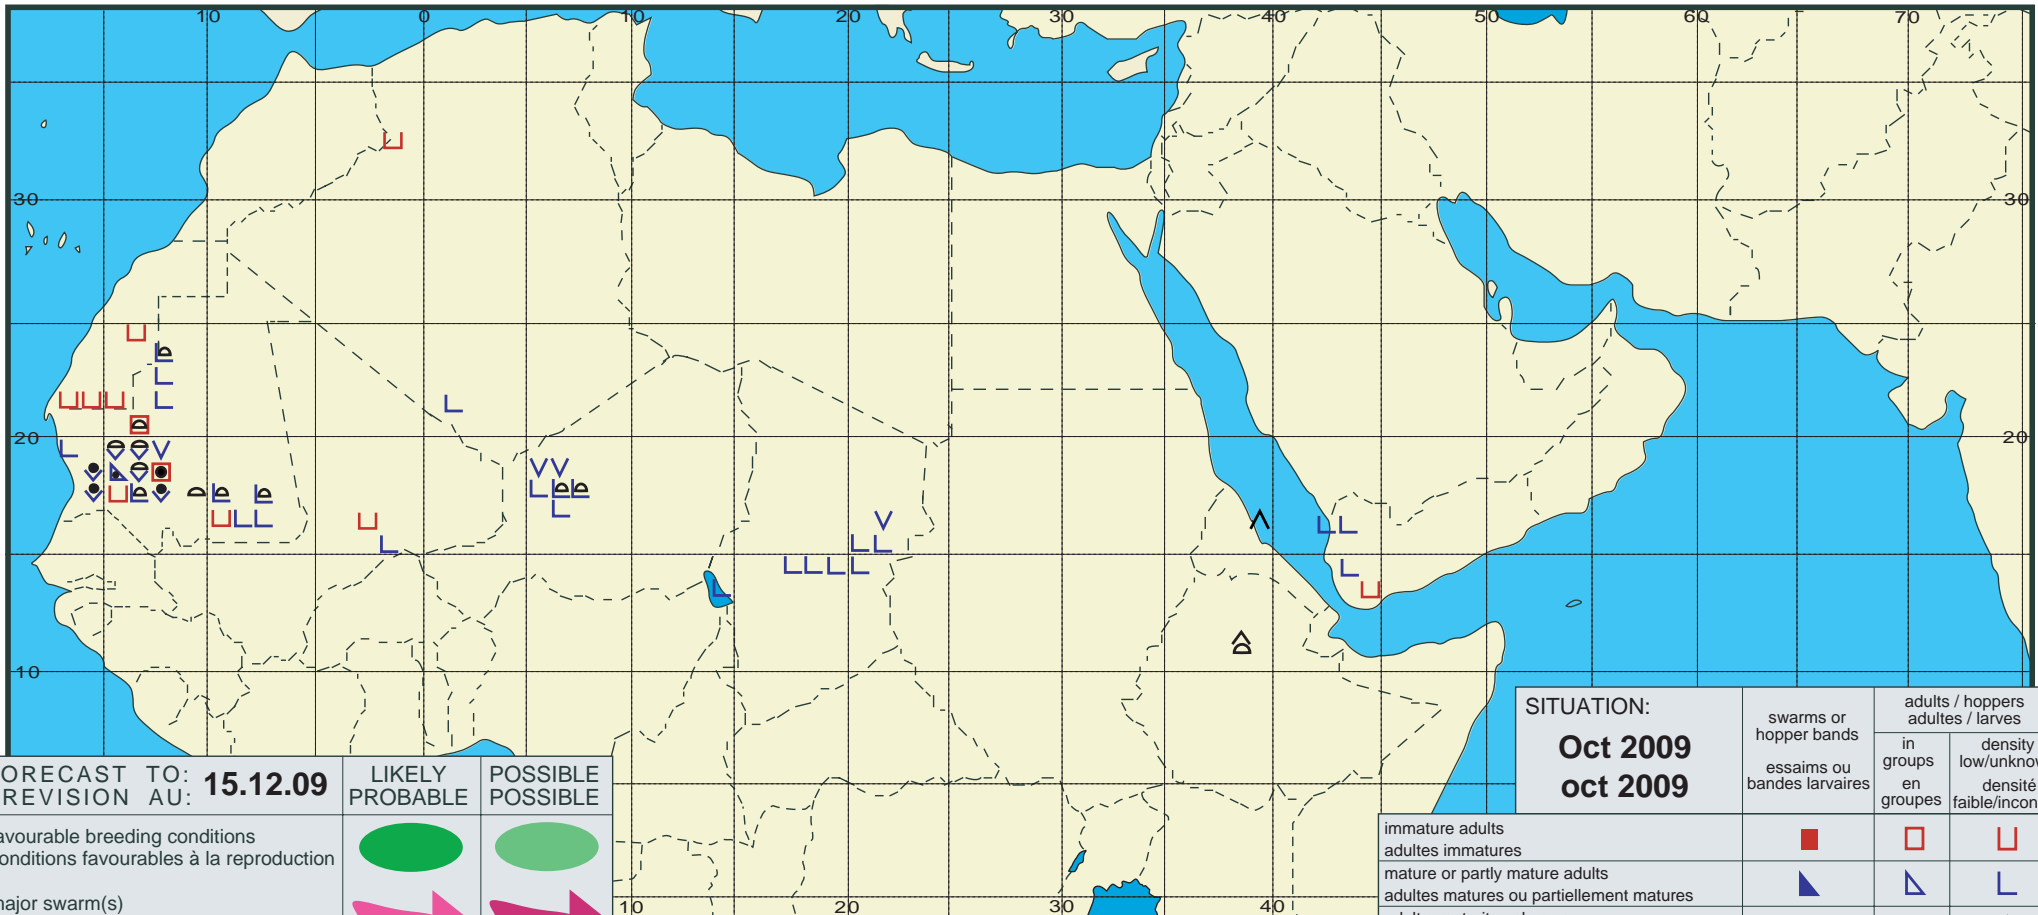 10 0 10 20 30 40 50 60 70
30 30
20 20
10
SITUATION:
Oct 2009
oct 2009
swarms or
hopper bands
essaims ou
bandes larvaires
adults / hoppers
adultes / larves
in
groups
en
groupes
density
low/unknow
densité
faible/incon
immature adults
adultes immatures
mature or partly mature adults
adultes matures ou partiellement matures
ORECAST TO:
REVISION AU:
15.12.09
LIKELY
PROBABLE
POSSIBLE
POSSIBLE
avourable breeding conditions
onditions favourables à la reproduction
major swarm(s)
10 20 30 40